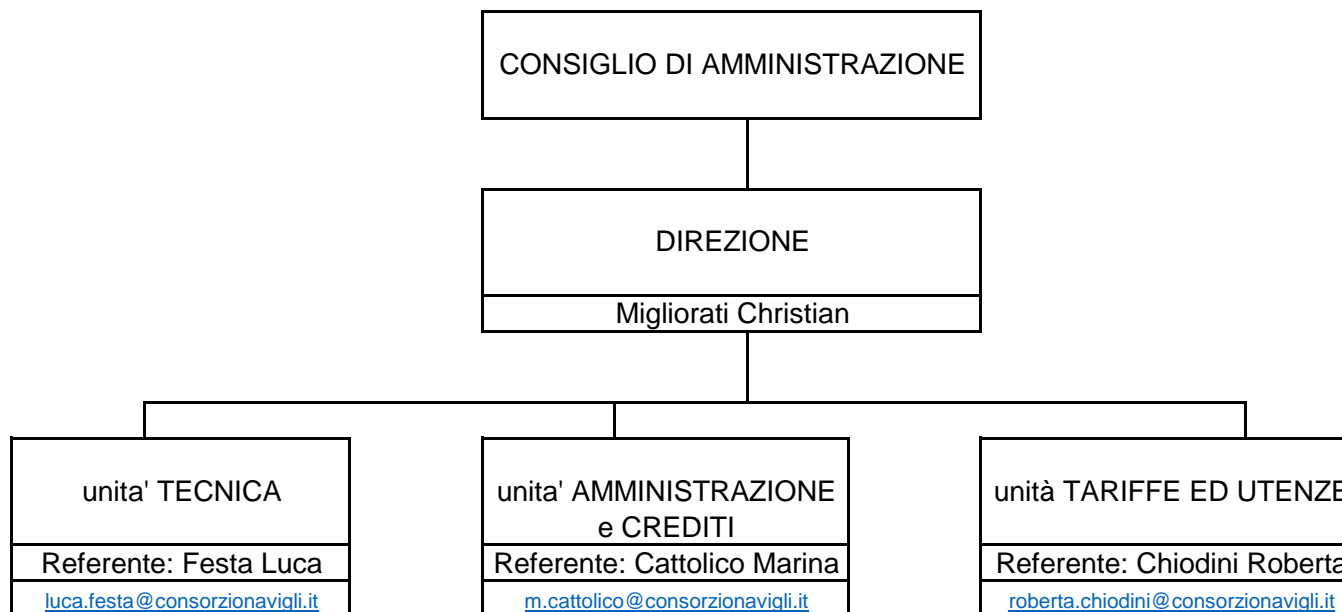 CONSIGLIO DI AMMINISTRAZIONE
DIREZIONE
Migliorati Christian
unita' TECNICA
Referente: Festa Luca
luca.festa@consorzionavigli.it
unita' AMMINISTRAZIONE
e CREDITI
Referente: Cattolico Marina
m.cattolico@consorzionavigli.it
unità TARIFFE ED UTENZE
Referente: Chiodini Roberta
roberta.chiodini@consorzionavigli.it